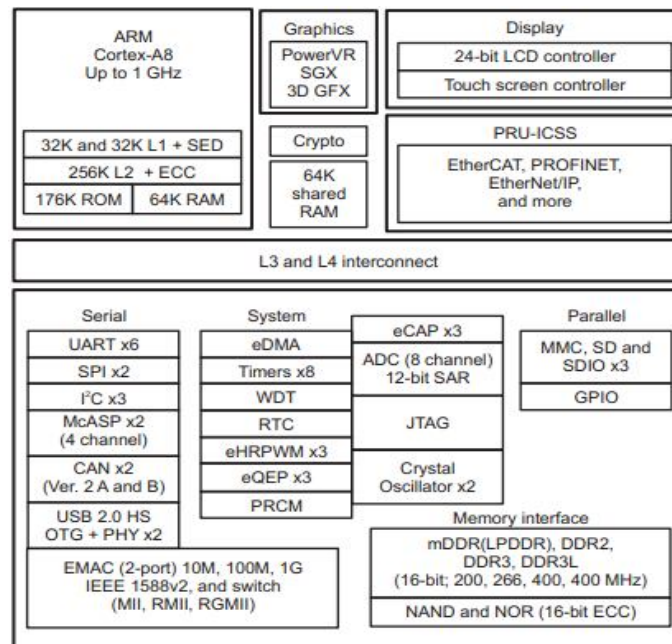 ARM
Cortex-A8
Up to 1 GHz
32K and 32K L1 + SED
256K L2 + ECC
176K ROM
64K RAM
Graphics
PowerVR
SGX
3D GFX
Crypto
64K
shared
RAM
Display
24-bit LCD controller
Touch screen controller
PRU-ICSS
EtherCAT, PROFINET,
EtherNet/IP,
and more
L3 and L4 interconnect
Serial
UART x6
SPI x2
I²C x3
McASP x2
(4 channel)
CAN x2
(Ver. 2 A and B)
USB 2.0 HS
OTG + PHY x2
EMAC (2-port) 10M, 100M, 1G
IEEE 1588v2, and switch
(MII, RMII, RGMII)
System
eDMA
Timers x8
WDT
RTC
eHRPWM x3
eQEP x3
PRCM
eCAP x3
ADC (8 channel)
12-bit SAR
JTAG
Crystal
Oscillator x2
Parallel
MMC, SD and
SDIO x3
GPIO
Memory interface
mDDR(LPDDR), DDR2,
DDR3, DDR3L
(16-bit; 200, 266, 400, 400 MHz)
NAND and NOR (16-bit ECC)